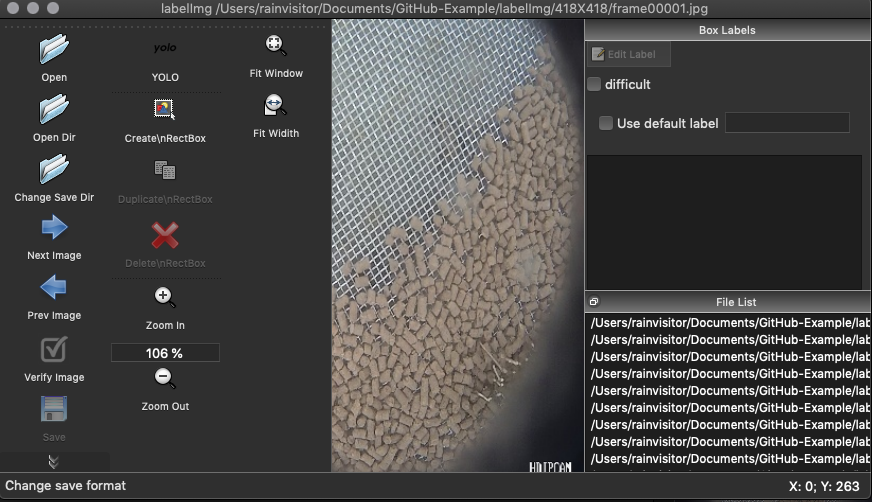 labelImg /Users/rainvisitor/Documents/GitHub-Example/labelImg/418X418/frame00001.jpg
Open
Open Dir
Change Save Dir
Next Image
Prev Image
Verify Image
Save
yolo
YOLO
Create\nRectBox
Duplicate\nRectBox
Delete\nRectBox
Zoom In
106 %
Zoom Out
Fit Window
Fit Width
HDIPCAM
Box Labels
Edit Label
difficult
Use default label
File List
/Users/rainvisitor/Documents/GitHub-Example/lab
/Users/rainvisitor/Documents/GitHub-Example/lab
/Users/rainvisitor/Documents/GitHub-Example/lab
/Users/rainvisitor/Documents/GitHub-Example/lab
/Users/rainvisitor/Documents/GitHub-Example/lab
/Users/rainvisitor/Documents/GitHub-Example/lab
/Users/rainvisitor/Documents/GitHub-Example/lab
/Users/rainvisitor/Documents/GitHub-Example/lab
/Users/rainvisitor/Documents/GitHub-Example/lab
Change save format
X: 0; Y: 263